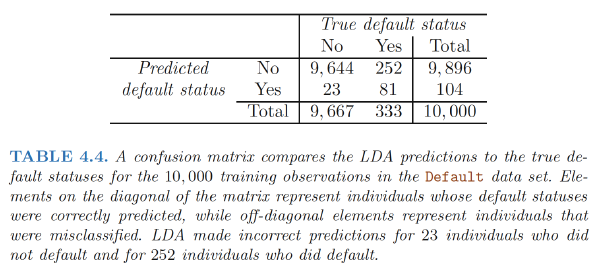 True default status
No Yes Total
Predicted No 9, 644 252 9, 896
default status Yes 23 81 104
Total 9, 667 333 10, 000
TABLE 4.4. A confusion matrix compares the LDA predictions to the true de-
fault statuses for the 10, 000 training observations in the Default data set. Ele-
ments on the diagonal of the matrix represent individuals whose default statuses
were correctly predicted, while off-diagonal elements represent individuals that
were misclassified. LDA made incorrect predictions for 23 individuals who did
not default and for 252 individuals who did default.